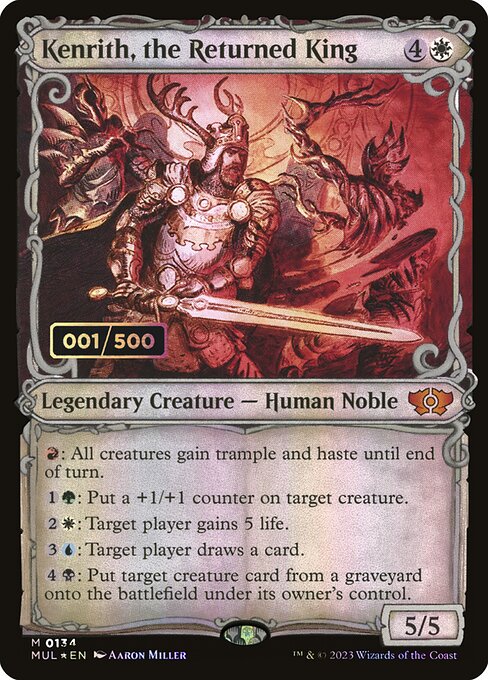 Kenrith, the Returned King 4
001/500
Legendary Creature — Human Noble
: All creatures gain trample and haste until end
of turn.
1 : Put a +1/+1 counter on target creature.
2 : Target player gains 5 life.
3 : Target player draws a card.
4 : Put target creature card from a graveyard
onto the battlefield under its owner's control.
5/5
M 0134
MUL ★ EN Aaron Miller
™ & © 2023 Wizards of the Coast